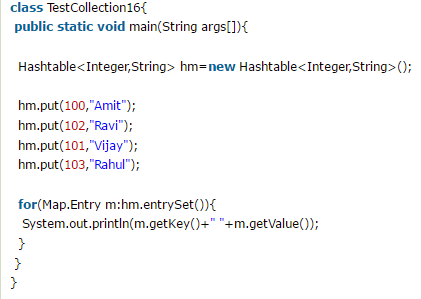 class TestCollection16{
public static void main(String args[]){
Hashtable<Integer,String> hm=new Hashtable<Integer,String>();
hm.put(100,"Amit");
hm.put(102,"Ravi");
hm.put(101,"Vijay");
hm.put(103,"Rahul");
for(Map.Entry m:hm.entrySet()){
System.out.println(m.getKey()+" "+m.getValue());
}
}
}